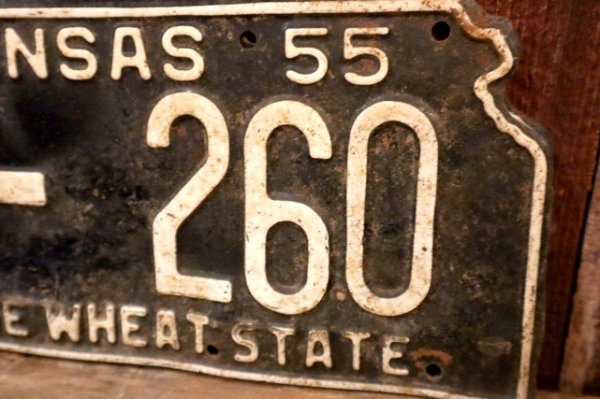 NSAS 55
- 260
E WHEAT STATE